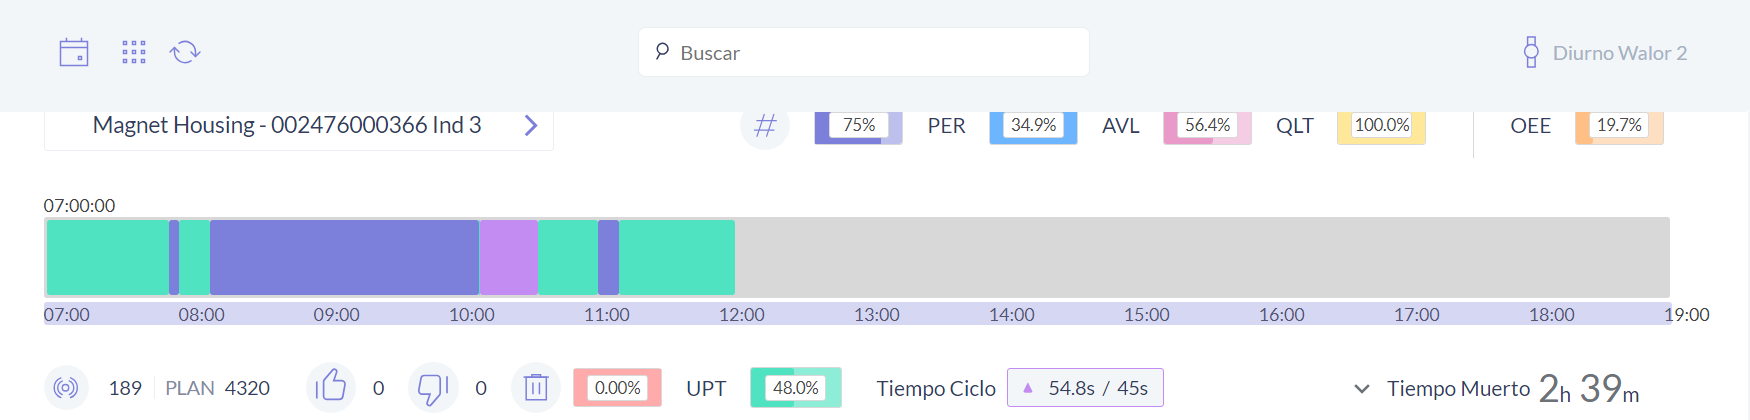 Buscar
Diurno Walor 2
Magnet Housing - 002476000366 Ind 3
# 75% PER 34.9% AVL 56.4% QLT 100.0% OEE 19.7%
07:00:00
07:00 08:00 09:00 10:00 11:00 12:00 13:00 14:00 15:00 16:00 17:00 18:00 19:00
189 PLAN 4320 0 0 0.00% UPT 48.0% Tiempo Ciclo 54.8s / 45s Tiempo Muerto 2h 39m